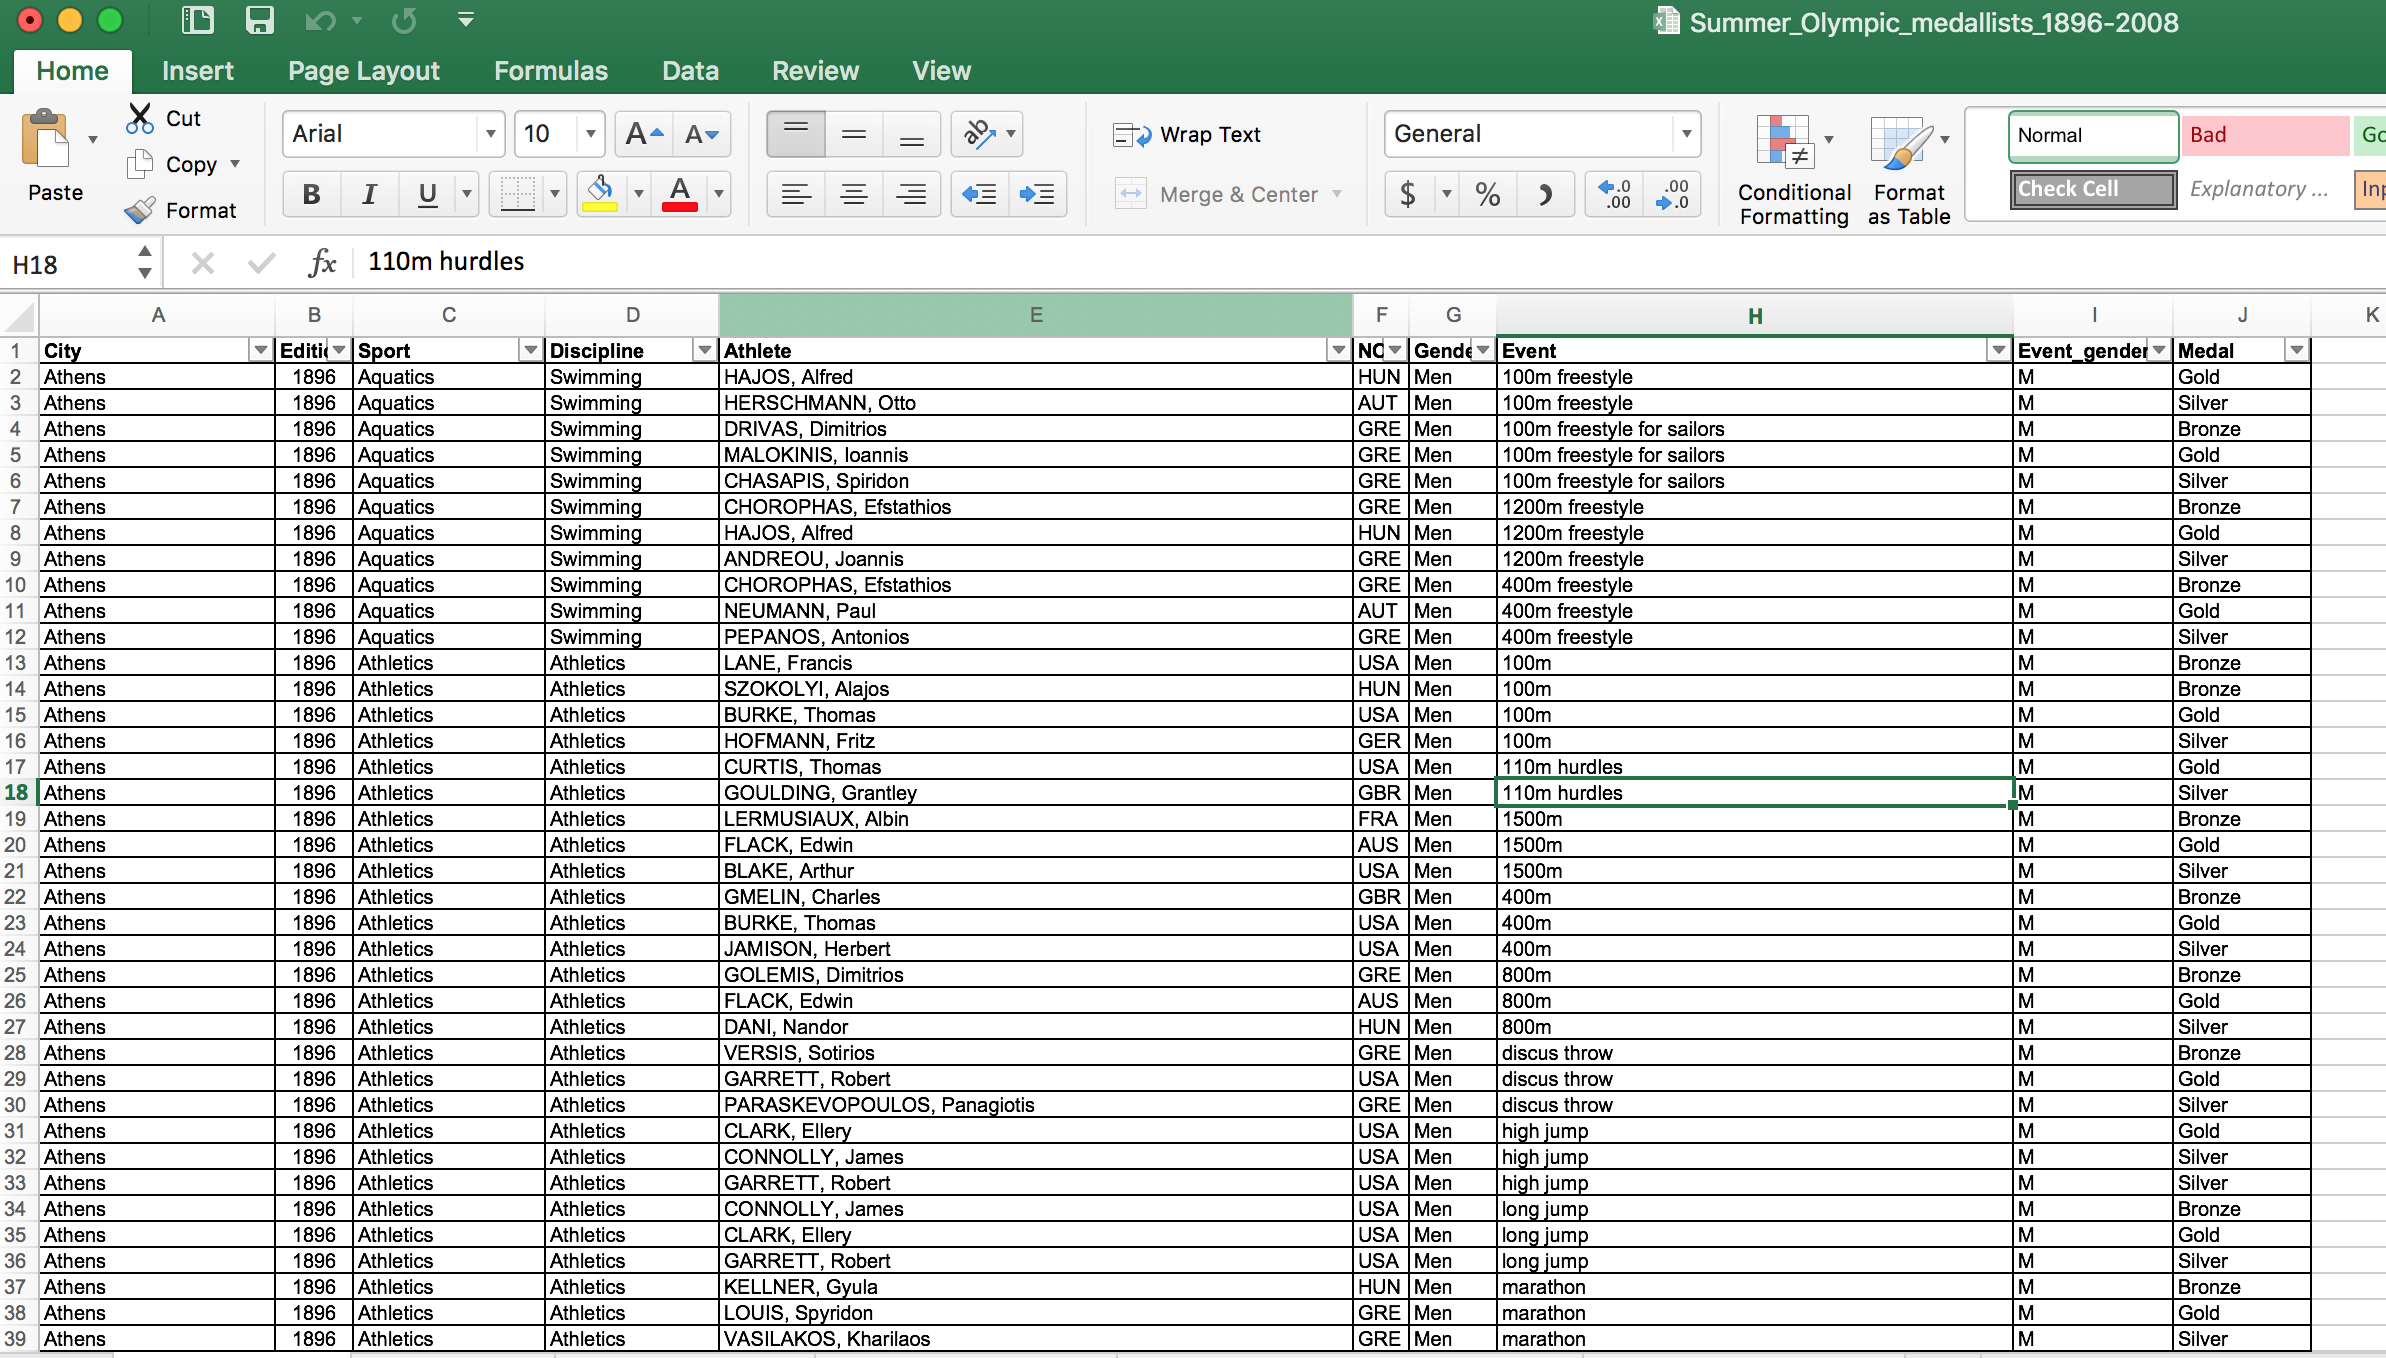 Summer_Olympic_medallists_1896-2008
Home Insert Page Layout Formulas Data Review View
Paste
Cut
Copy
Format
Arial 10 A A
B I U A
ab
Wrap Text
Merge & Center
General
$ % .0 .00 .00 .0
Conditional Formatting
Format as Table
Normal Bad
Check Cell Explanatory ...
H18 fx 110m hurdles
A B C D E F G H I J K
1 City Editi Sport Discipline Athlete NO Gende Event Event_gender Medal
2 Athens 1896 Aquatics Swimming HAJOS, Alfred HUN Men 100m freestyle M Gold
3 Athens 1896 Aquatics Swimming HERSCHMANN, Otto AUT Men 100m freestyle M Silver
4 Athens 1896 Aquatics Swimming DRIVAS, Dimitrios GRE Men 100m freestyle for sailors M Bronze
5 Athens 1896 Aquatics Swimming MALOKINIS, Ioannis GRE Men 100m freestyle for sailors M Gold
6 Athens 1896 Aquatics Swimming CHASAPIS, Spiridon GRE Men 100m freestyle for sailors M Silver
7 Athens 1896 Aquatics Swimming CHOROPHAS, Efstathios GRE Men 1200m freestyle M Bronze
8 Athens 1896 Aquatics Swimming HAJOS, Alfred HUN Men 1200m freestyle M Gold
9 Athens 1896 Aquatics Swimming ANDREOU, Joannis GRE Men 1200m freestyle M Silver
10 Athens 1896 Aquatics Swimming CHOROPHAS, Efstathios GRE Men 400m freestyle M Bronze
11 Athens 1896 Aquatics Swimming NEUMANN, Paul AUT Men 400m freestyle M Gold
12 Athens 1896 Aquatics Swimming PEPANOS, Antonios GRE Men 400m freestyle M Silver
13 Athens 1896 Athletics Athletics LANE, Francis USA Men 100m M Bronze
14 Athens 1896 Athletics Athletics SZOKOLYI, Alajos HUN Men 100m M Bronze
15 Athens 1896 Athletics Athletics BURKE, Thomas USA Men 100m M Gold
16 Athens 1896 Athletics Athletics HOFMANN, Fritz GER Men 100m M Silver
17 Athens 1896 Athletics Athletics CURTIS, Thomas USA Men 110m hurdles M Gold
18 Athens 1896 Athletics Athletics GOULDING, Grantley GBR Men 110m hurdles M Silver
19 Athens 1896 Athletics Athletics LERMUSIAUX, Albin FRA Men 1500m M Bronze
20 Athens 1896 Athletics Athletics FLACK, Edwin AUS Men 1500m M Gold
21 Athens 1896 Athletics Athletics BLAKE, Arthur USA Men 1500m M Silver
22 Athens 1896 Athletics Athletics GMELIN, Charles GBR Men 400m M Bronze
23 Athens 1896 Athletics Athletics BURKE, Thomas USA Men 400m M Gold
24 Athens 1896 Athletics Athletics JAMISON, Herbert USA Men 400m M Silver
25 Athens 1896 Athletics Athletics GOLEMIS, Dimitrios GRE Men 800m M Bronze
26 Athens 1896 Athletics Athletics FLACK, Edwin AUS Men 800m M Gold
27 Athens 1896 Athletics Athletics DANI, Nandor HUN Men 800m M Silver
28 Athens 1896 Athletics Athletics VERSIS, Sotirios GRE Men discus throw M Bronze
29 Athens 1896 Athletics Athletics GARRETT, Robert USA Men discus throw M Gold
30 Athens 1896 Athletics Athletics PARASKEVOPOULOS, Panagiotis GRE Men discus throw M Silver
31 Athens 1896 Athletics Athletics CLARK, Ellery USA Men high jump M Gold
32 Athens 1896 Athletics Athletics CONNOLLY, James USA Men high jump M Silver
33 Athens 1896 Athletics Athletics GARRETT, Robert USA Men high jump M Silver
34 Athens 1896 Athletics Athletics CONNOLLY, James USA Men long jump M Bronze
35 Athens 1896 Athletics Athletics CLARK, Ellery USA Men long jump M Gold
36 Athens 1896 Athletics Athletics GARRETT, Robert USA Men long jump M Silver
37 Athens 1896 Athletics Athletics KELLNER, Gyula HUN Men marathon M Bronze
38 Athens 1896 Athletics Athletics LOUIS, Spyridon GRE Men marathon M Gold
39 Athens 1896 Athletics Athletics VASILAKOS, Kharilaos GRE Men marathon M Silver